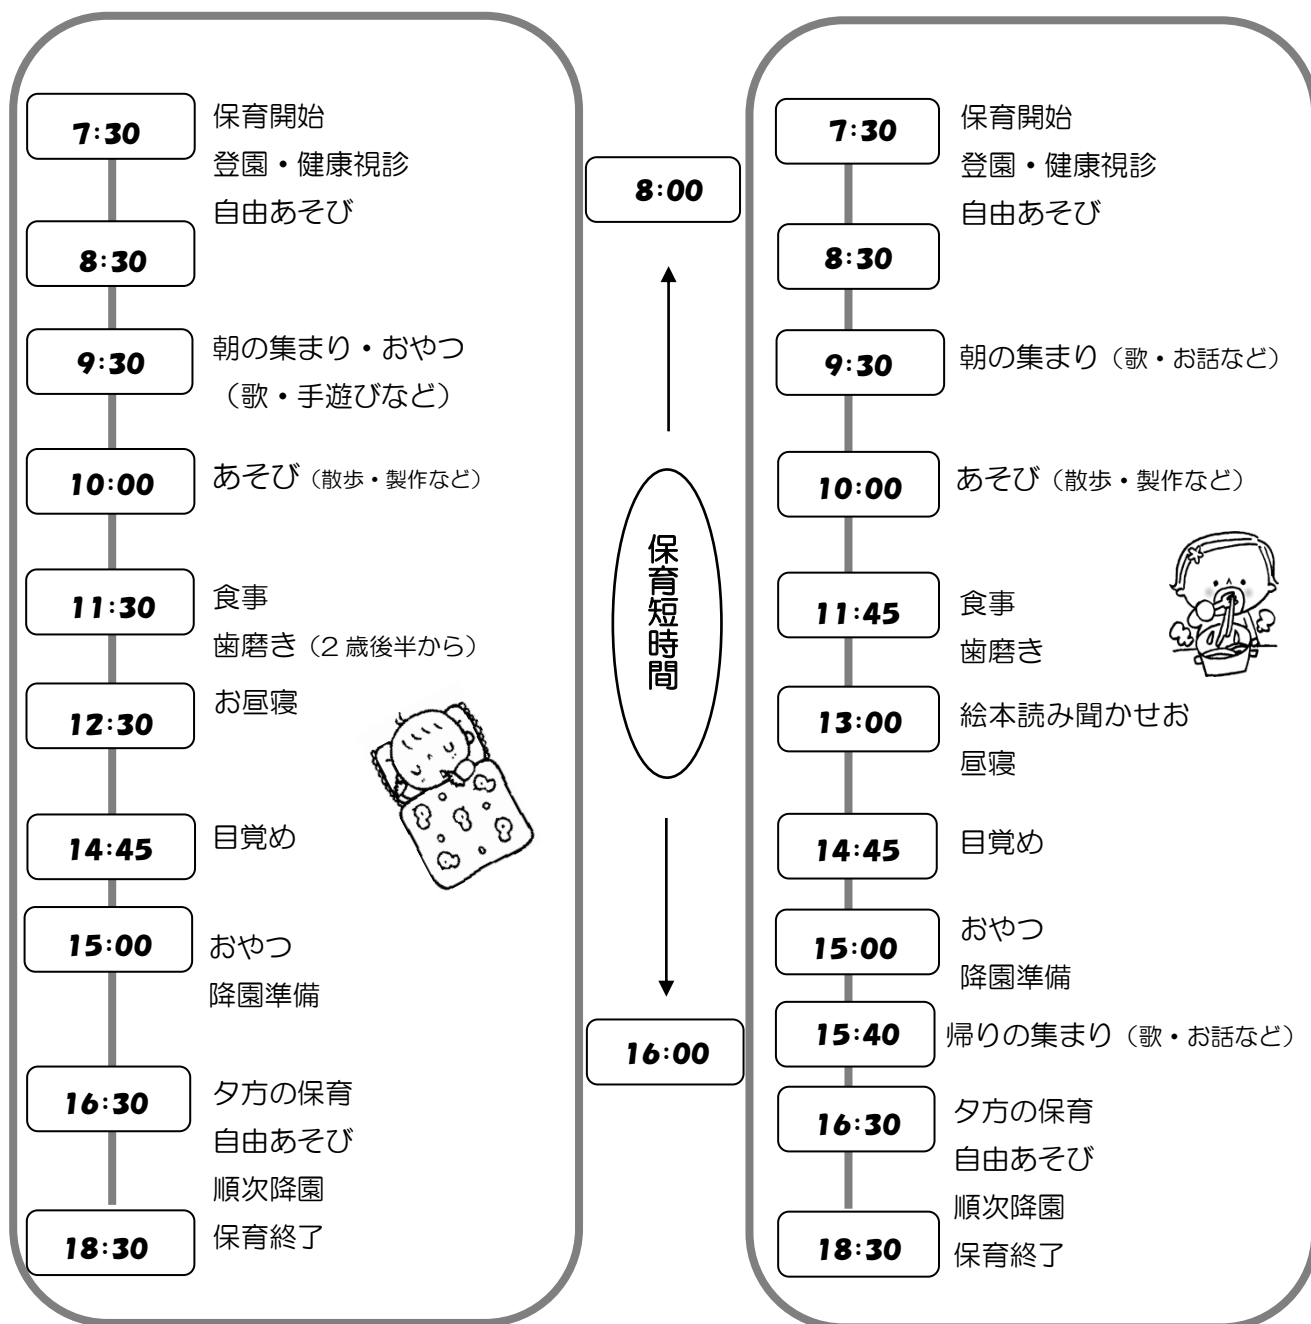 7:30
保育開始
登園・健康視診
自由あそび
8:30
9:30
朝の集まり・おやつ
（歌・手遊びなど）
10:00
あそび（散歩・製作など）
11:30
食事
歯磨き（2歳後半から）
12:30
お昼寝
14:45
目覚め
15:00
おやつ
降園準備
16:30
夕方の保育
自由あそび
順次降園
保育終了
18:30
8:00
保育短時間
16:00
7:30
保育開始
登園・健康視診
自由あそび
8:30
9:30
朝の集まり（歌・お話など）
10:00
あそび（散歩・製作など）
11:45
食事
歯磨き
13:00
絵本読み聞かせお
昼寝
14:45
目覚め
15:00
おやつ
降園準備
15:40
帰りの集まり（歌・お話など）
16:30
夕方の保育
自由あそび
順次降園
18:30
保育終了